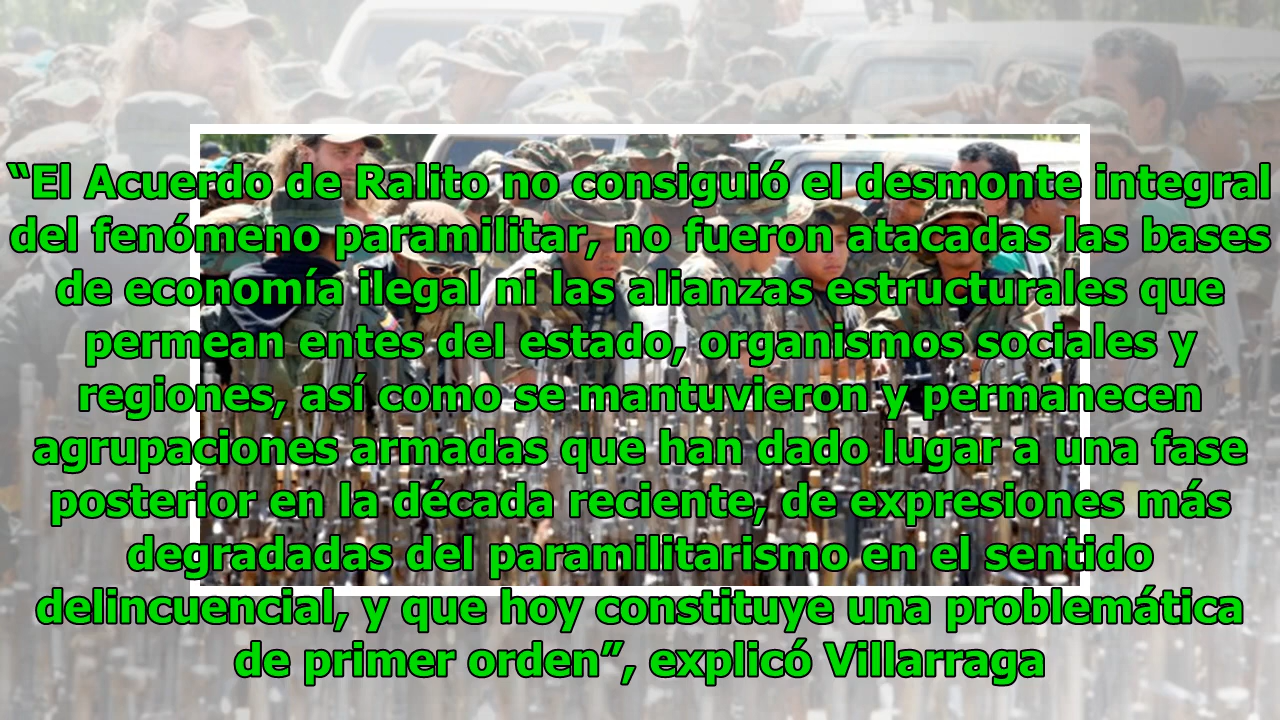 “El Acuerdo de Ralito no consiguió el desmonte integral
del fenómeno paramilitar, no fueron atacadas las bases
de economía ilegal ni las alianzas estructurales que
permean entes del estado, organismos sociales y
regiones, así como se mantuvieron y permanecen
agrupaciones armadas que han dado lugar a una fase
posterior en la década reciente, de expresiones más
degradadas del paramilitarismo en el sentido
delincuencial, y que hoy constituye una problemática
de primer orden”, explicó Villarraga